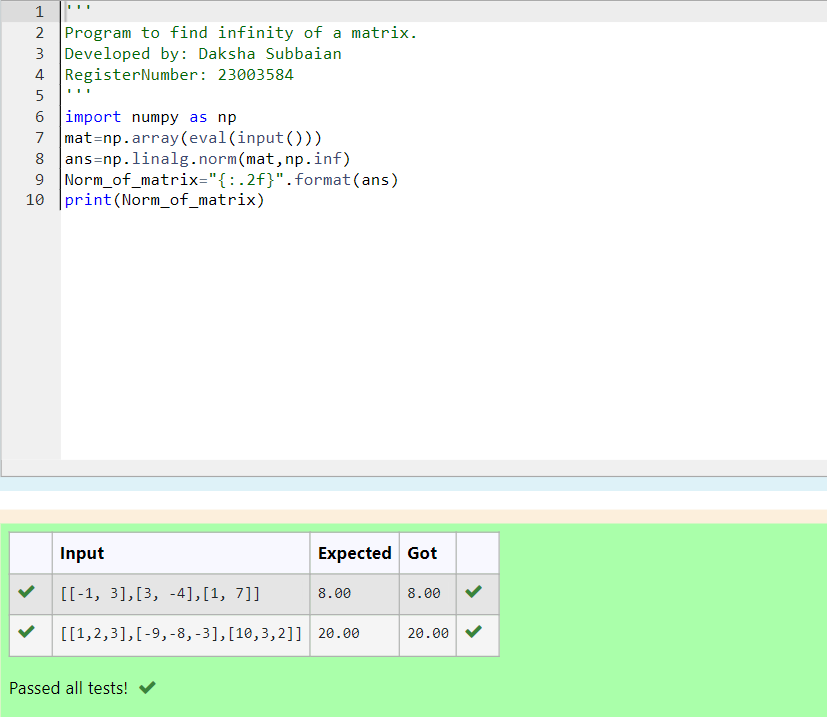 1 '''
2 Program to find infinity of a matrix.
3 Developed by: Daksha Subbaian
4 RegisterNumber: 23003584
5 '''
6 import numpy as np
7 mat=np.array(eval(input()))
8 ans=np.linalg.norm(mat,np.inf)
9 Norm_of_matrix="{:.2f}".format(ans)
10 print(Norm_of_matrix)
Input Expected Got
[[-1, 3],[3, -4],[1, 7]] 8.00 8.00
[[1,2,3],[-9,-8,-3],[10,3,2]] 20.00 20.00
Passed all tests!